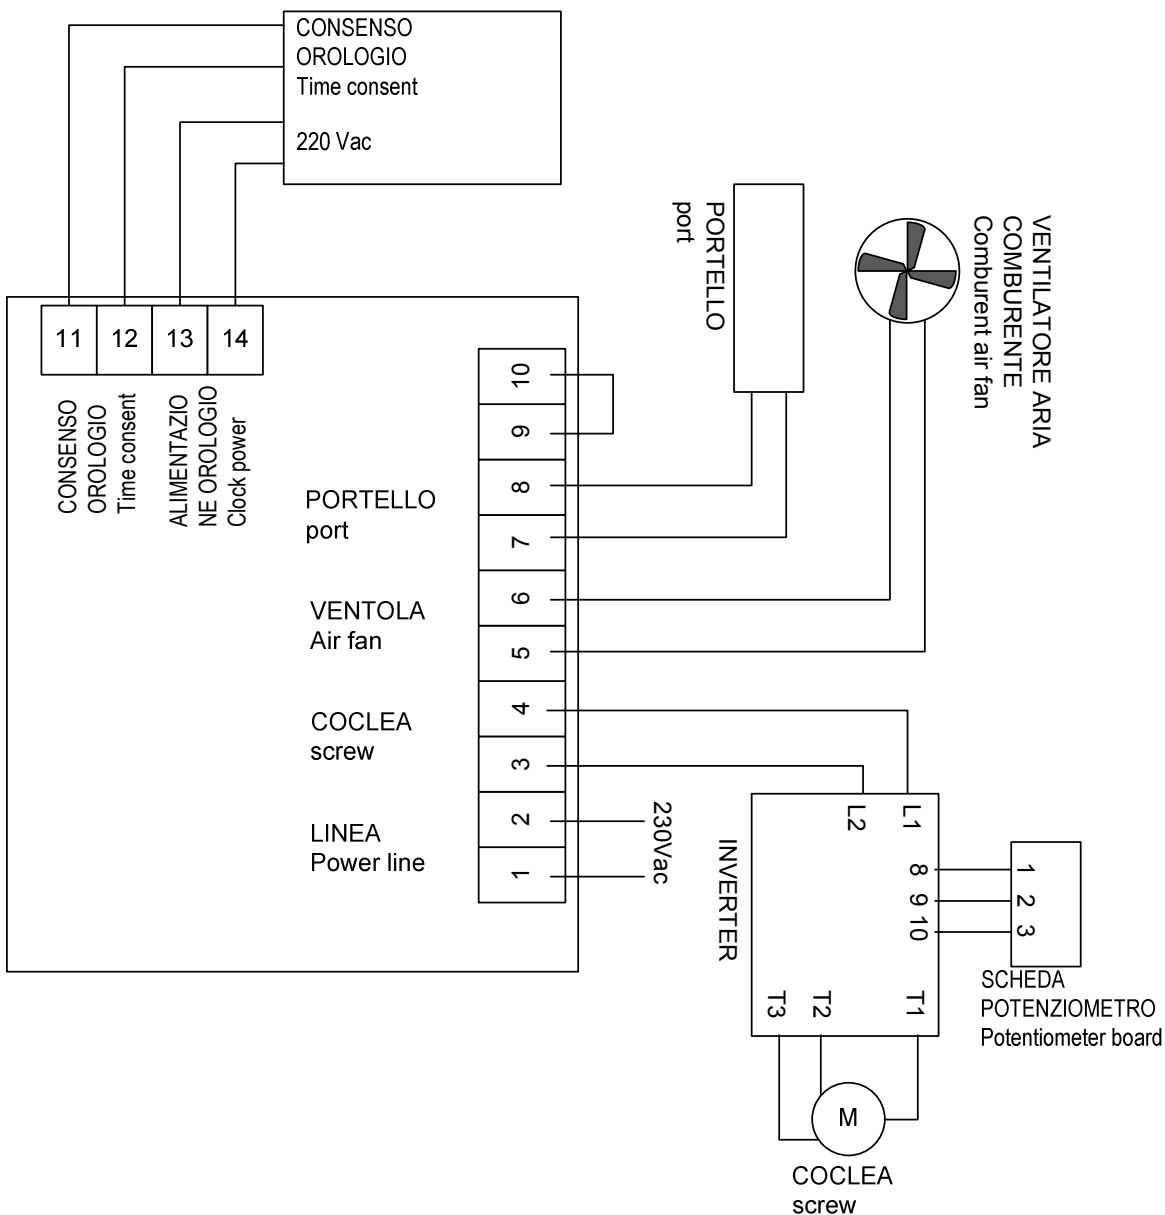 CONSENSO
OROLOGIO
Time consent
220 Vac
PORTELLO
port
VENTILATORE ARIA
COMBURENTE
Comburent air fan
11 12 13 14
CONSENSO
OROLOGIO
Time consent
ALIMENTAZIO
NE OROLOGIO
Clock power
10
9
8
7
6
5
4
3
2
1
PORTELLO
port
VENTOLA
Air fan
COCLEA
screw
LINEA
Power line
230Vac
INVERTER
L2 L1
8
9
10
T3 T2 T1
1
2
3
SCHEDA
POTENZIOMETRO
Potentiometer board
M
COCLEA
screw